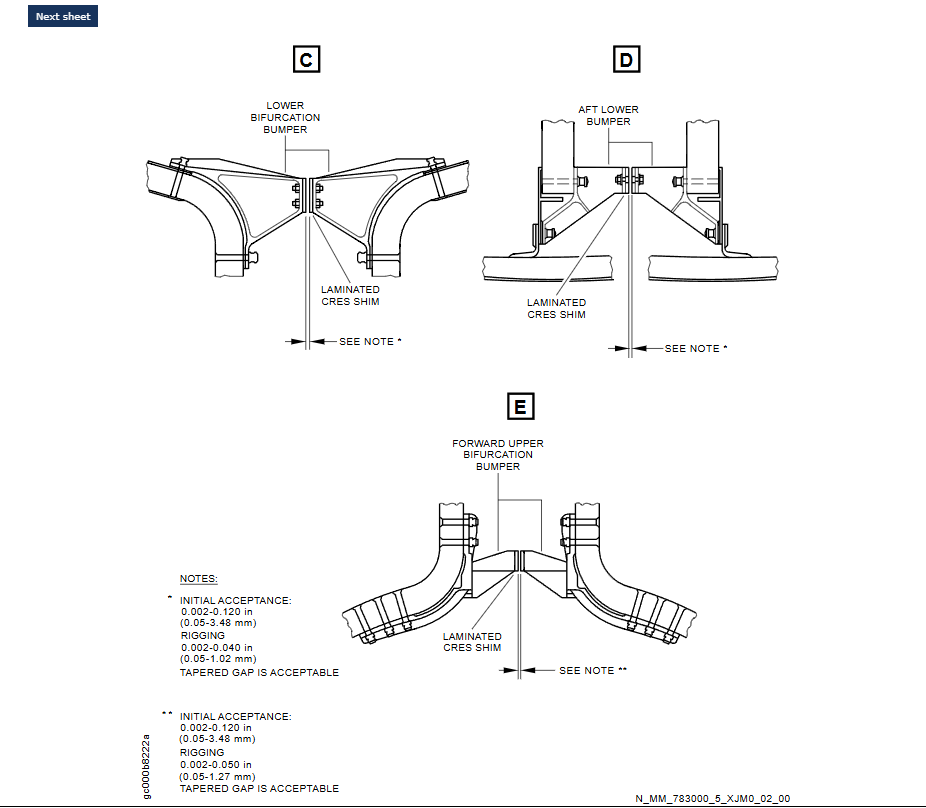 Next sheet
C
D
LOWER
BIFURCATION
BUMPER
AFT LOWER
BUMPER
LAMINATED
CRES SHIM
LAMINATED
CRES SHIM
SEE NOTE *
SEE NOTE *
E
FORWARD UPPER
BIFURCATION
BUMPER
LAMINATED
CRES SHIM
SEE NOTE **
NOTES:
* INITIAL ACCEPTANCE:
0.002-0.120 in
(0.05-3.48 mm)
RIGGING
0.002-0.040 in
(0.05-1.02 mm)
TAPERED GAP IS ACCEPTABLE
** INITIAL ACCEPTANCE:
0.002-0.120 in
(0.05-3.48 mm)
RIGGING
0.002-0.050 in
(0.05-1.27 mm)
TAPERED GAP IS ACCEPTABLE
gc000b8222a
N_MM_783000_5_XJM0_02_00